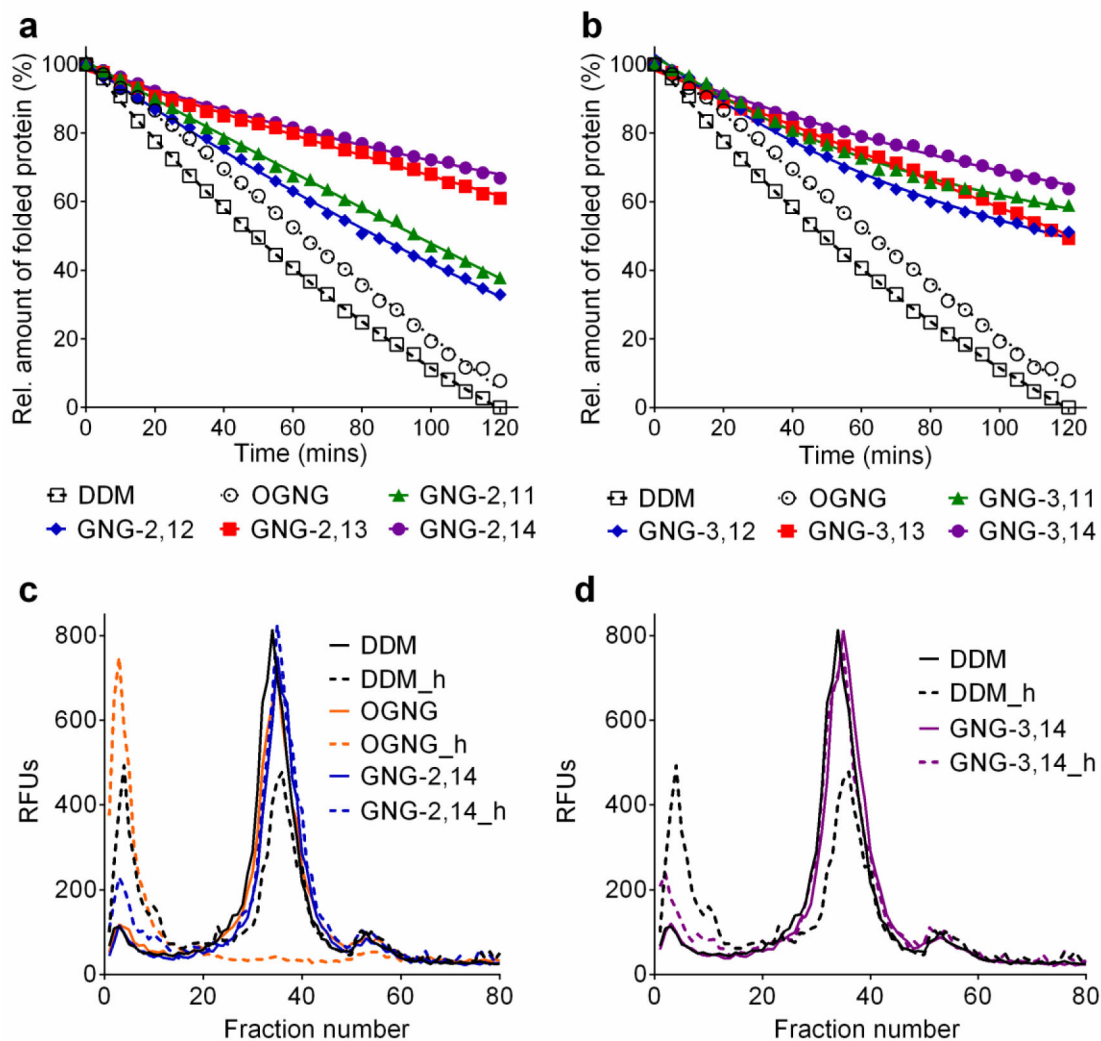 a
Rel. amount of folded protein (%)
100
80
60
40
20
0
0 20 40 60 80 100 120
Time (mins)
DDM OGNG GNG-2,11
GNG-2,12 GNG-2,13 GNG-2,14
b
Rel. amount of folded protein (%)
100
80
60
40
20
0
0 20 40 60 80 100 120
Time (mins)
DDM OGNG GNG-3,11
GNG-3,12 GNG-3,13 GNG-3,14
c
RFUs
800
600
400
200
0
0 20 40 60 80
Fraction number
DDM
DDM_h
OGNG
OGNG_h
GNG-2,14
GNG-2,14_h
d
RFUs
800
600
400
200
0
0 20 40 60 80
Fraction number
DDM
DDM_h
GNG-3,14
GNG-3,14_h